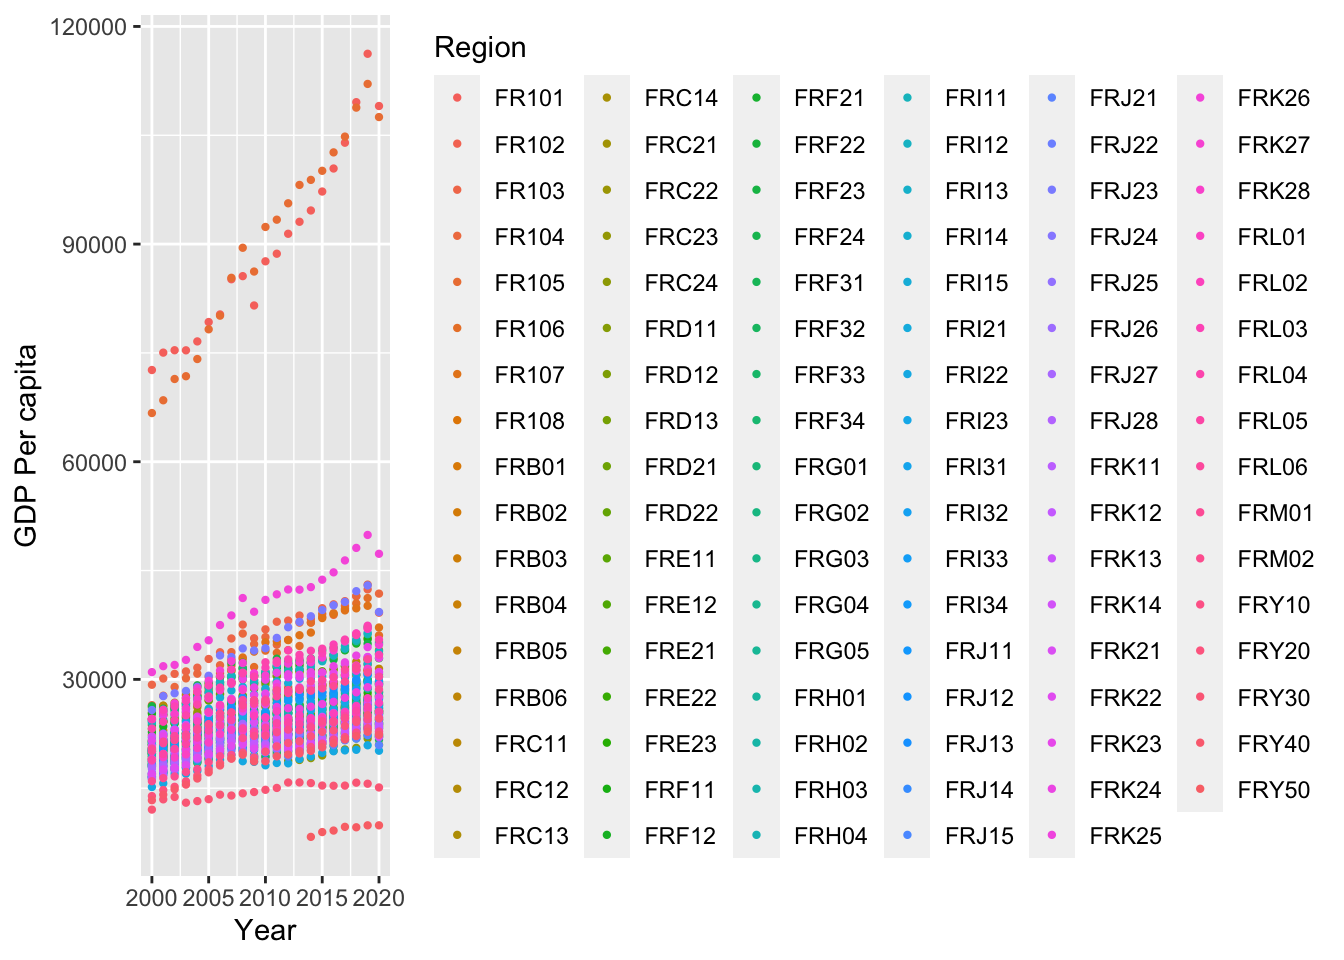 120000
90000
60000
30000
GDP Per capita
2000 2005 2010 2015 2020
Year
Region
FR101 FRC14 FRF21 FRI11 FRJ21 FRK26
FR102 FRC21 FRF22 FRI12 FRJ22 FRK27
FR103 FRC22 FRF23 FRI13 FRJ23 FRK28
FR104 FRC23 FRF24 FRI14 FRJ24 FRL01
FR105 FRC24 FRF31 FRI15 FRJ25 FRL02
FR106 FRD11 FRF32 FRI21 FRJ26 FRL03
FR107 FRD12 FRF33 FRI22 FRJ27 FRL04
FR108 FRD13 FRF34 FRI23 FRJ28 FRL05
FRB01 FRD21 FRG01 FRI31 FRK11 FRL06
FRB02 FRD22 FRG02 FRI32 FRK12 FRM01
FRB03 FRE11 FRG03 FRI33 FRK13 FRM02
FRB04 FRE12 FRG04 FRI34 FRK14 FRY10
FRB05 FRE21 FRG05 FRJ11 FRK21 FRY20
FRB06 FRE22 FRH01 FRJ12 FRK22 FRY30
FRC11 FRE23 FRH02 FRJ13 FRK23 FRY40
FRC12 FRF11 FRH03 FRJ14 FRK24 FRY50
FRC13 FRF12 FRH04 FRJ15 FRK25